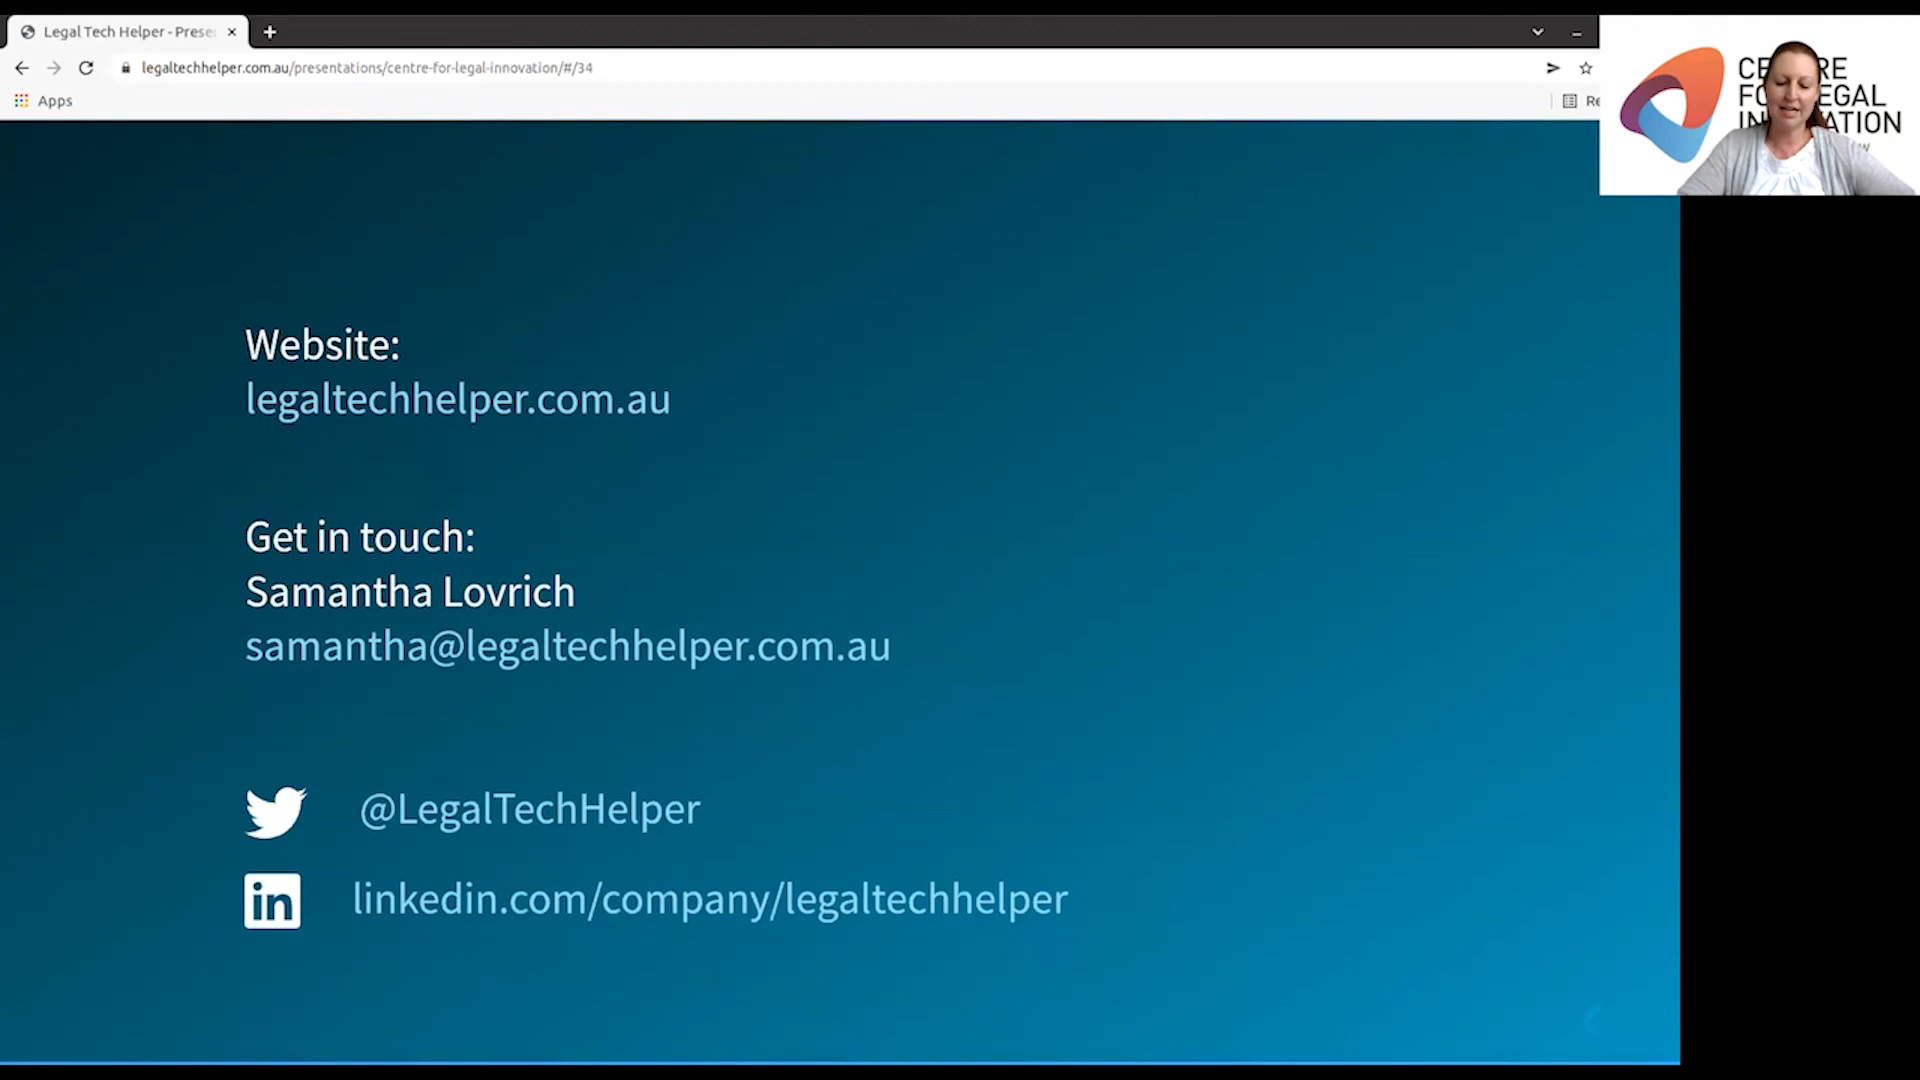 Legal Tech Helper - Prese
legaltechhelper.com.au/presentations/centre-for-legal-innovation/#/34
Apps
Website:
legaltechhelper.com.au
Get in touch:
Samantha Lovrich
samantha@legaltechhelper.com.au
@LegalTechHelper
in
linkedin.com/company/legaltechhelper